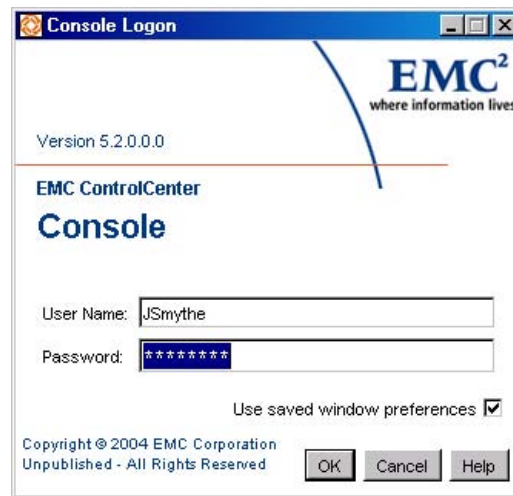 Console Logon
EMC²
where information lives
Version 5.2.0.0.0
EMC ControlCenter
Console
User Name: JSmythe
Password: ********
Use saved window preferences
Copyright © 2004 EMC Corporation
Unpublished - All Rights Reserved
OK Cancel Help